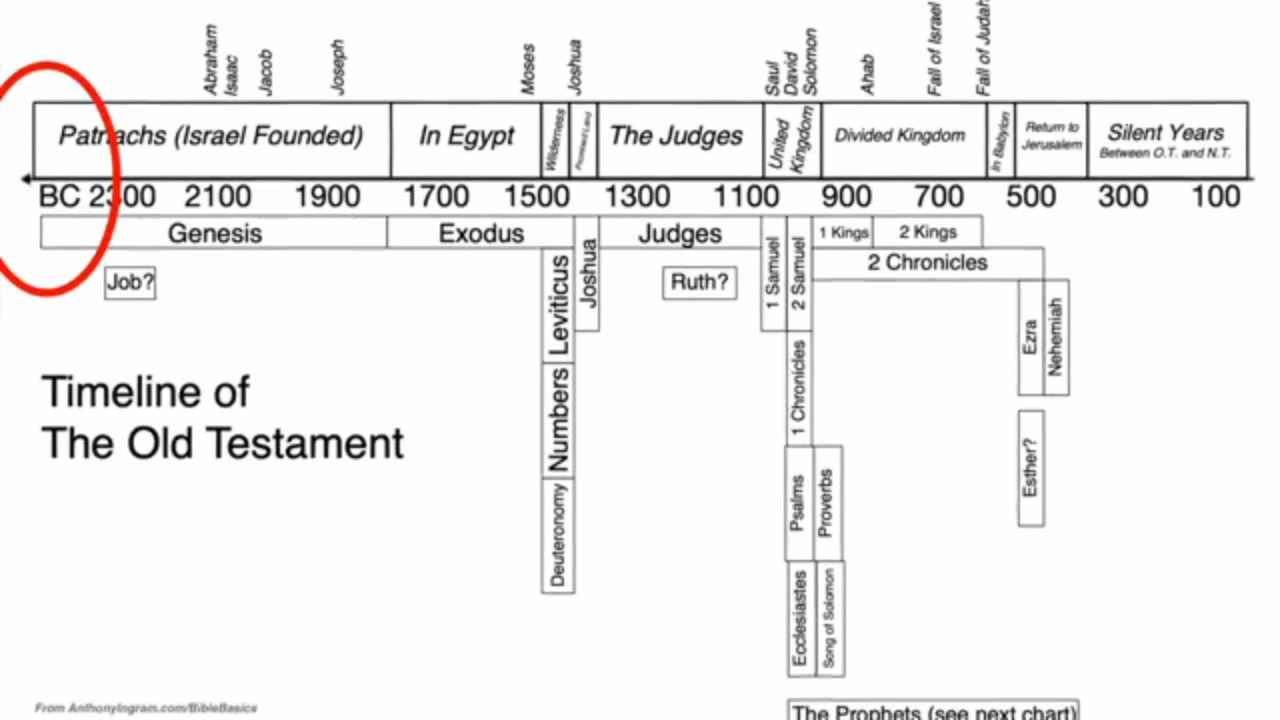 Abraham
Isaac
Jacob
Joseph
Moses
Joshua
Saul
David
Solomon
Ahab
Fall of Israel
Fall of Judah
Patriachs (Israel Founded)
In Egypt
Wilderness
Promised Land
The Judges
United
Kingdom
Divided Kingdom
In Babylon
Return to
Jerusalem
Silent Years
Between O.T. and N.T.
BC 2300 2100 1900 1700 1500 1300 1100 900 700 500 300 100
Genesis
Exodus
Leviticus
Numbers
Deuteronomy
Joshua
Judges
1 Samuel
2 Samuel
1 Kings
2 Kings
2 Chronicles
Job?
Ruth?
1 Chronicles
Ezra
Nehemiah
Esther?
Psalms
Proverbs
Ecclesiastes
Song of Solomon
Timeline of
The Old Testament
From AnthonyIngram.com/BibleBasics
The Prophets (see next chart)